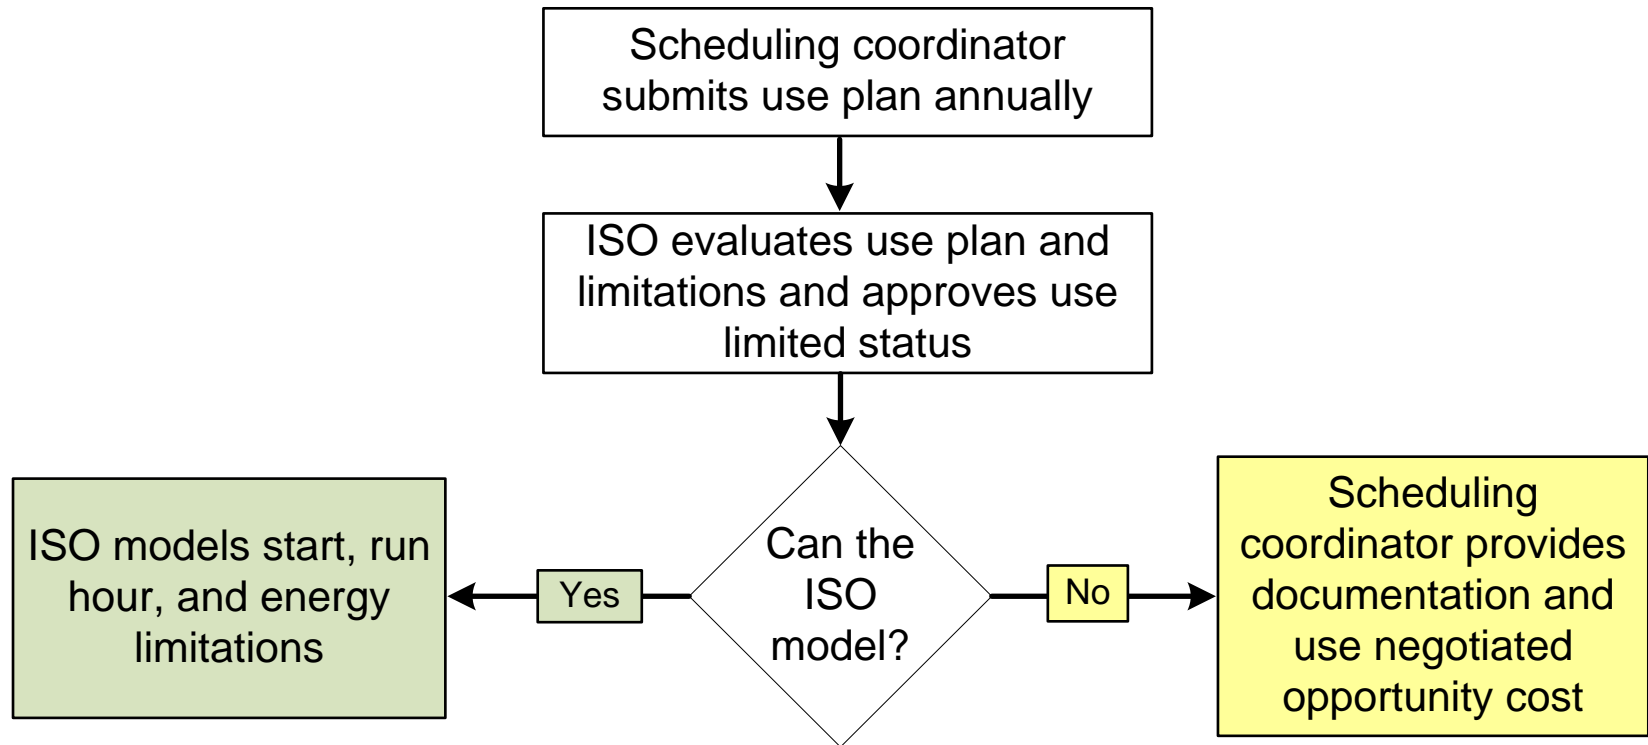 Scheduling coordinator
submits use plan annually
ISO evaluates use plan and
limitations and approves use
limited status
Can the
ISO
model?
Yes
ISO models start, run
hour, and energy
limitations
No
Scheduling
coordinator provides
documentation and
use negotiated
opportunity cost